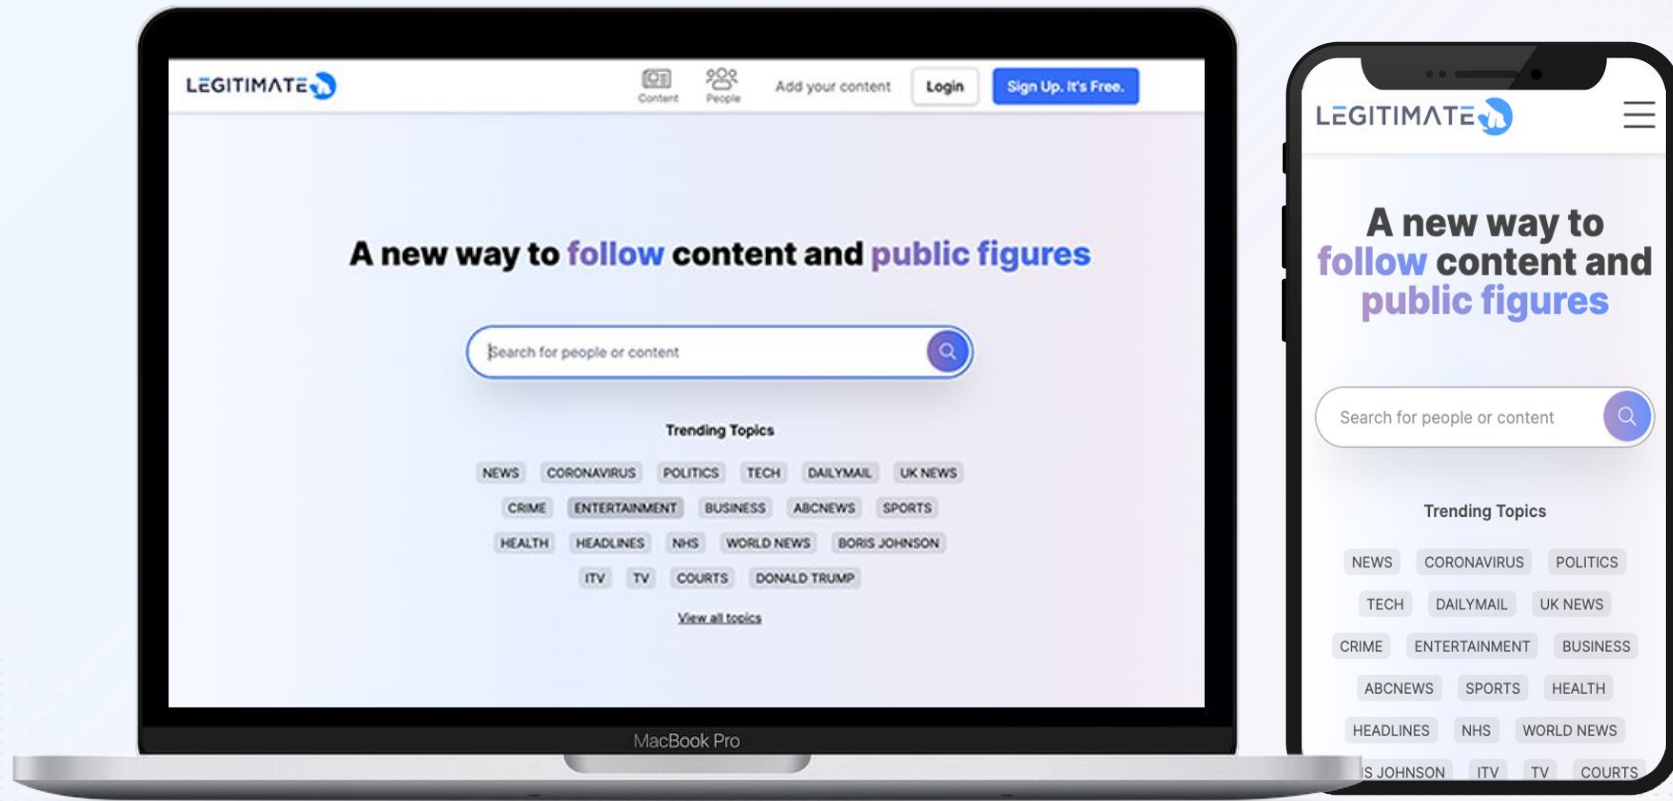 LEGITIMATE
Content
People
Add your content
Login
Sign Up. It's Free.
A new way to follow content and public figures
Search for people or content
Trending Topics
NEWS CORONAVIRUS POLITICS TECH DAILYMAIL UK NEWS
CRIME ENTERTAINMENT BUSINESS ABCNEWS SPORTS
HEALTH HEADLINES NHS WORLD NEWS BORIS JOHNSON
ITV TV COURTS DONALD TRUMP
View all topics
MacBook Pro
LEGITIMATE
A new way to
follow content and
public figures
Search for people or content
Trending Topics
NEWS CORONAVIRUS POLITICS
TECH DAILYMAIL UK NEWS
CRIME ENTERTAINMENT BUSINESS
ABCNEWS SPORTS HEALTH
HEADLINES NHS WORLD NEWS
IS JOHNSON ITV TV COURTS